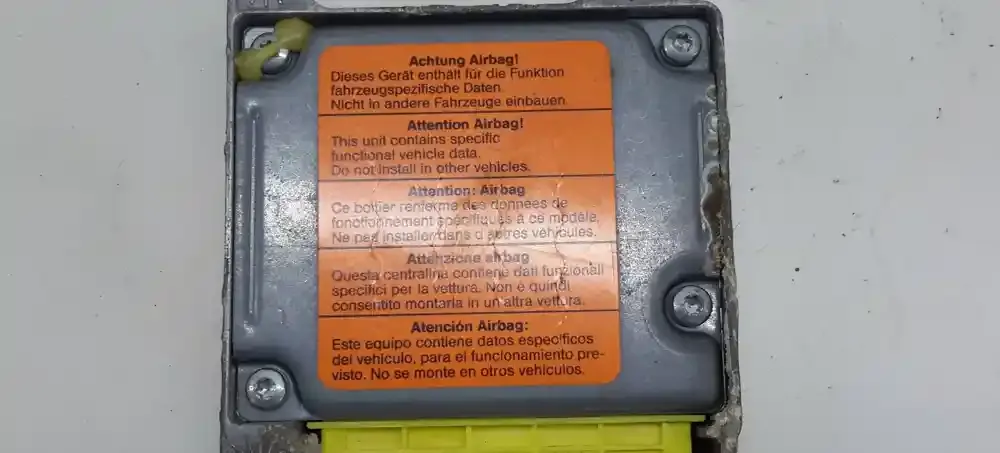 Achtung Airbag!
Dieses Gerät enthält für die Funktion
fahrzeugspezifische Daten.
Nicht in andere Fahrzeuge einbauen.
Attention Airbag!
This unit contains specific
functional vehicle data.
Do not install in other vehicles.
Attention: Airbag
Ce boîtier renferme des données de
fonctionnement spécifiques à ce modèle.
Ne pas installer dans d'autres véhicules.
Attenzione airbag
Questa centralina contiene dati funzionali
specifici per la vettura. Non è quindi
consentito montarla in un'altra vettura.
Atención Airbag:
Este equipo contiene datos específicos
del vehículo, para el funcionamiento pre-
visto. No se monte en otros vehículos.